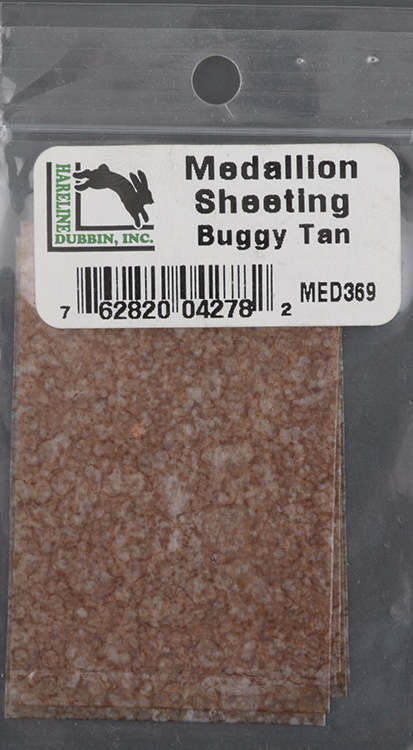 HARELINE
DUBBIN, INC.
Medallion
Sheeting
Buggy Tan
7 62820 04278 2
MED369